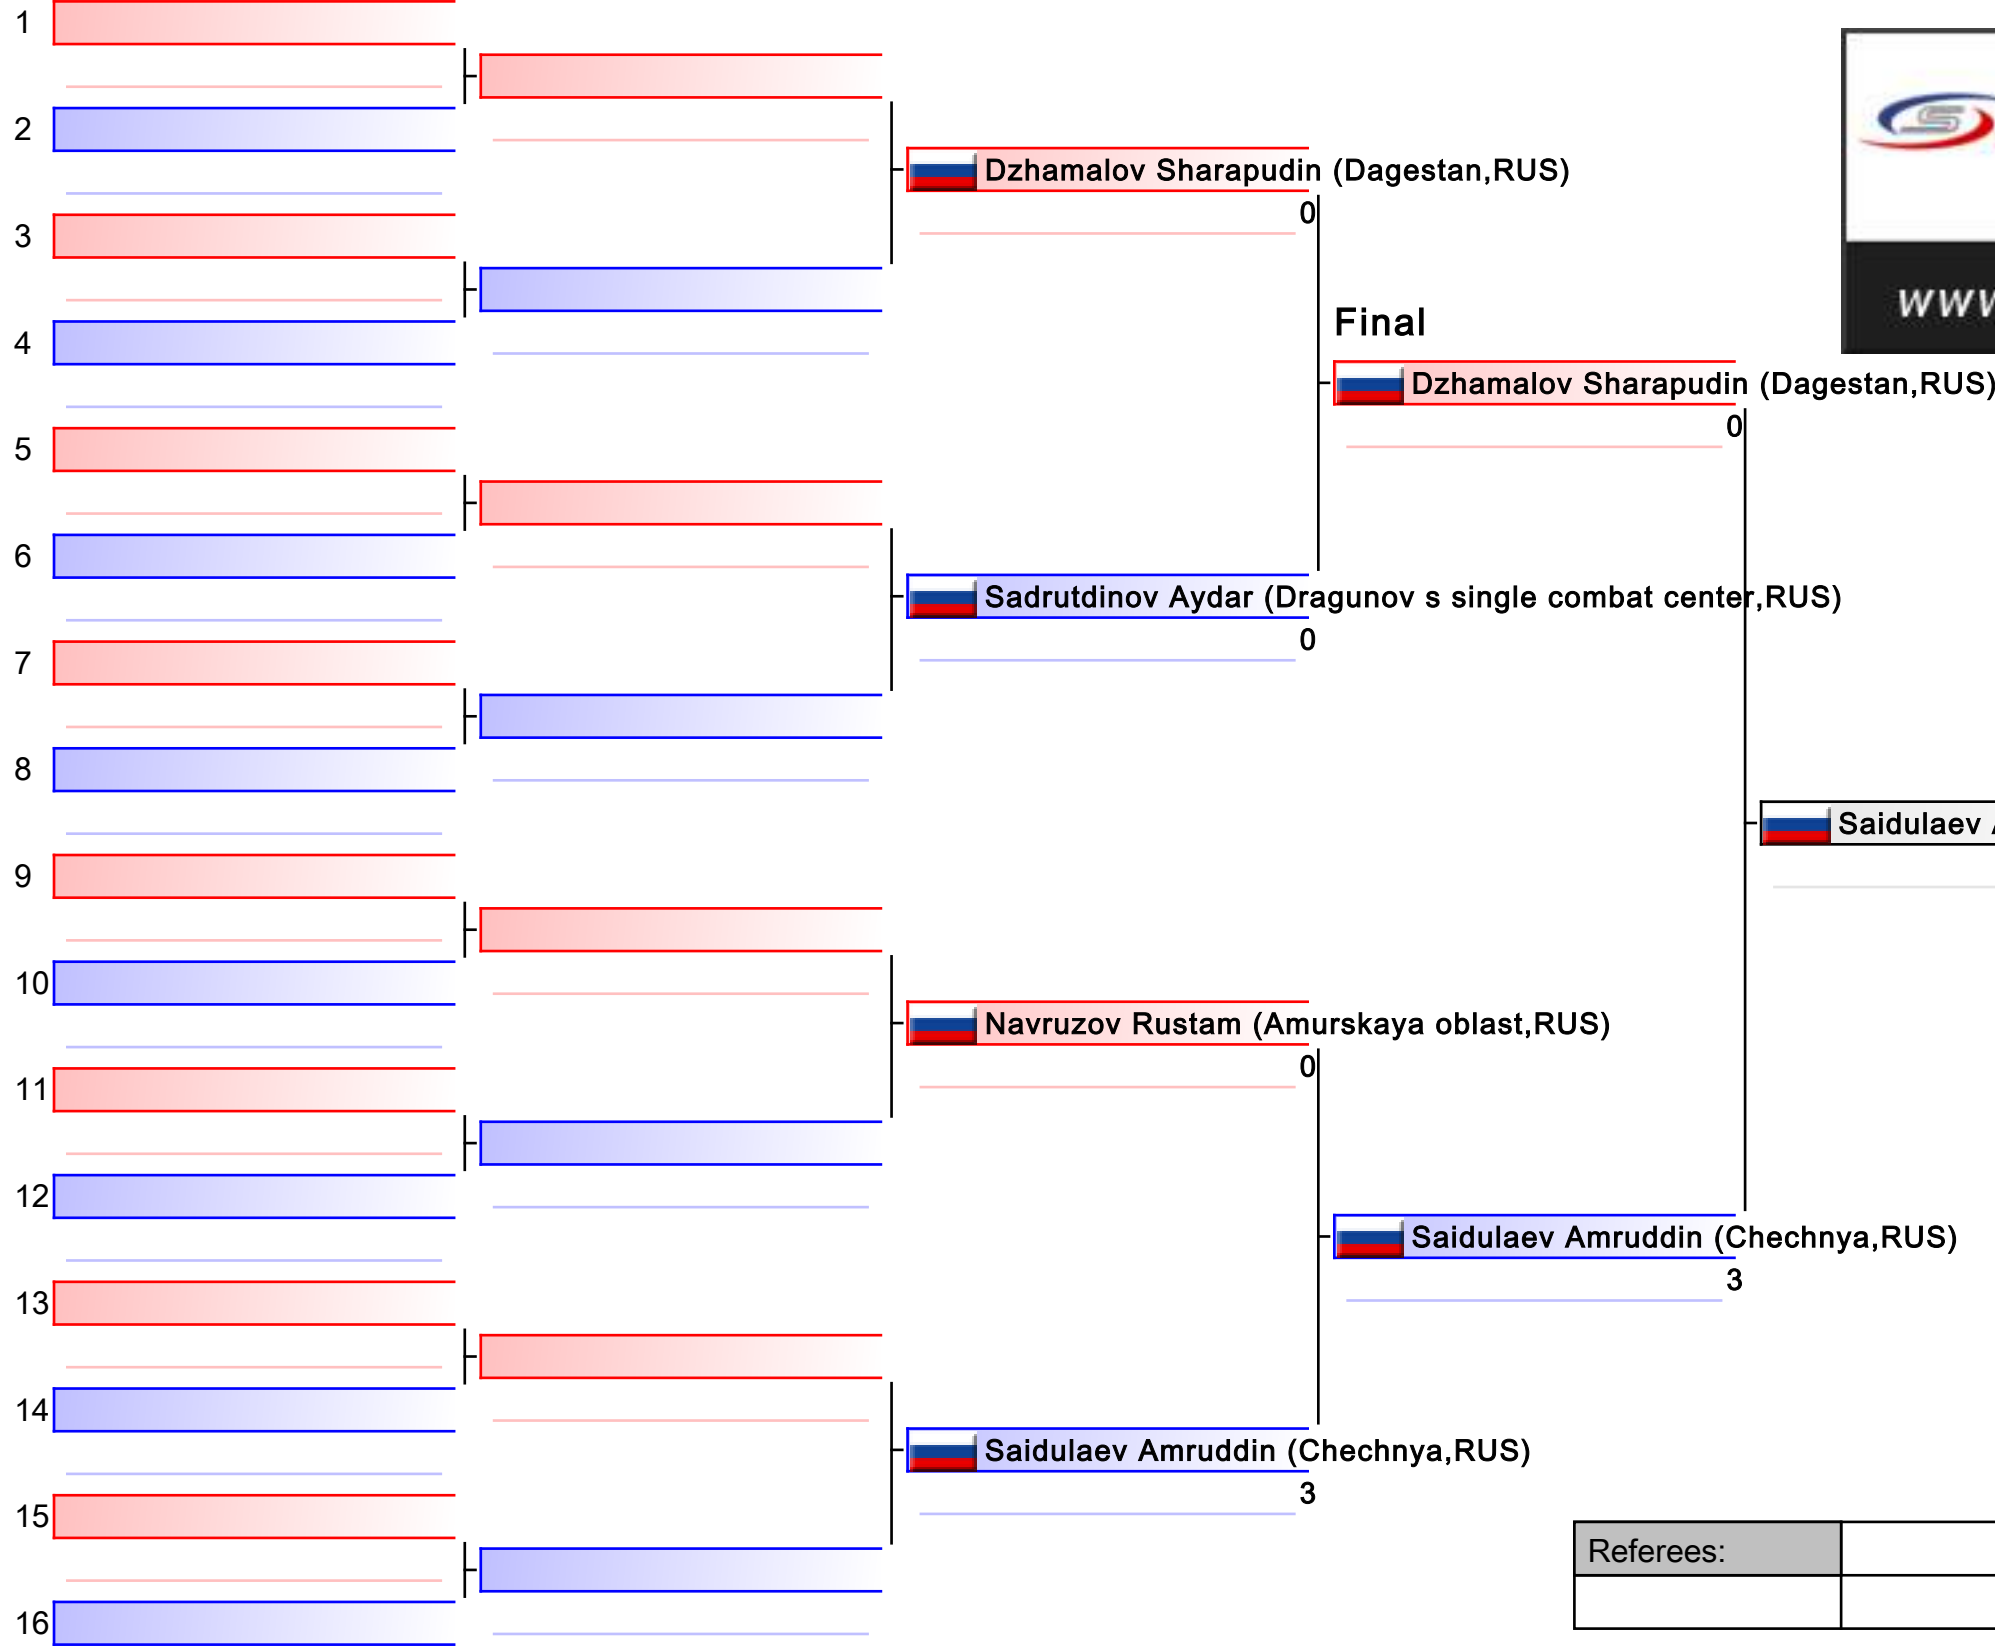 1
2
Dzhamalov Sharapudin (Dagestan,RUS)
0
3
Final
4
Dzhamalov Sharapudin (Dagestan,RUS)
0
5
6
Sadrutdinov Aydar (Dragunov s single combat center,RUS)
0
7
8
Saidulaev
9
10
Navruzov Rustam (Amurskaya oblast,RUS)
0
11
12
Saidulaev Amruddin (Chechnya,RUS)
3
13
14
Saidulaev Amruddin (Chechnya,RUS)
3
15
Referees:
16